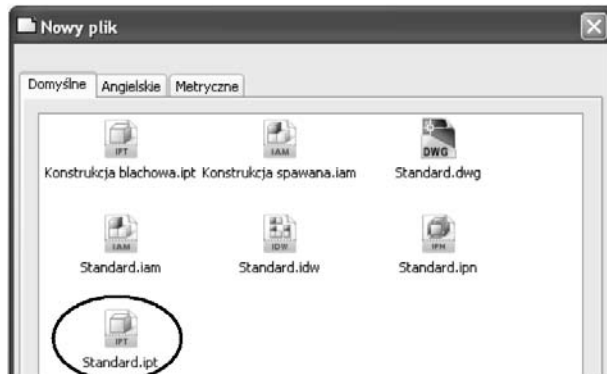 Nowy plik
Domyślne Angielskie Metryczne
IPT IAM DWG
Konstrukcja blachowa.ipt Konstrukcja spawana.iam Standard.dwg
IAM IDW IPN
Standard.iam Standard.idw Standard.ipn
IPT
Standard.ipt